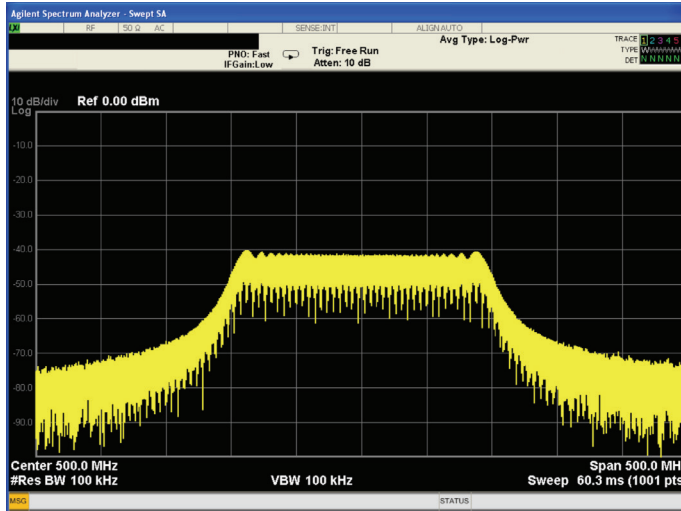 Agilent Spectrum Analyzer - Swept SA
RF 50 Ω AC SENSE:INT ALIGN AUTO
Avg Type: Log-Pwr
TRACE 1 2 3 4 5
PNO: Fast Trig: Free Run
TYPE
IFGain:Low Atten: 10 dB
DET N N N N N
10 dB/div Ref 0.00 dBm
Log
-10.0
-20.0
-30.0
-40.0
-50.0
-60.0
-70.0
-80.0
-90.0
Center 500.0 MHz Span 500.0 MH
#Res BW 100 kHz VBW 100 kHz Sweep 60.3 ms (1001 pts
MSG STATUS